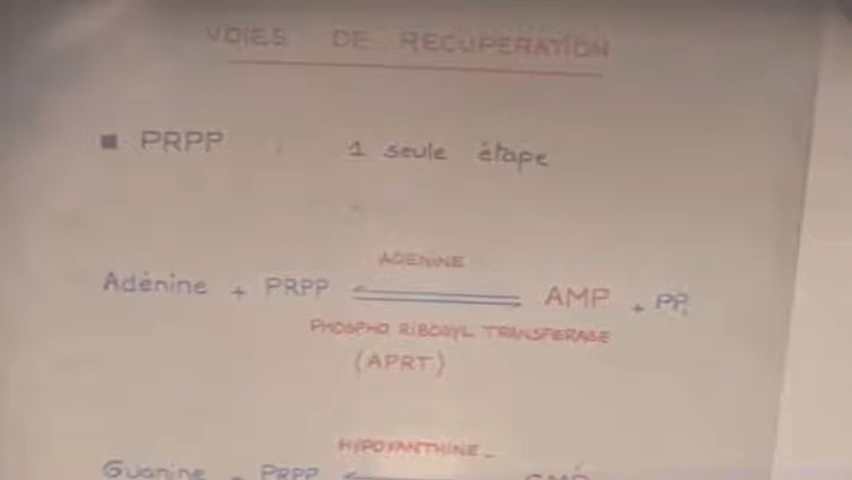 VOIES DE RECUPERATION
■ PRPP : 1 seule étape
ADENINE
Adénine + PRPP ⇌ AMP + PPi
PHOSPHO RIBOSYL TRANSFERASE
(APRT)
HYPOXANTHINE-
Guanine - PRPP GMP